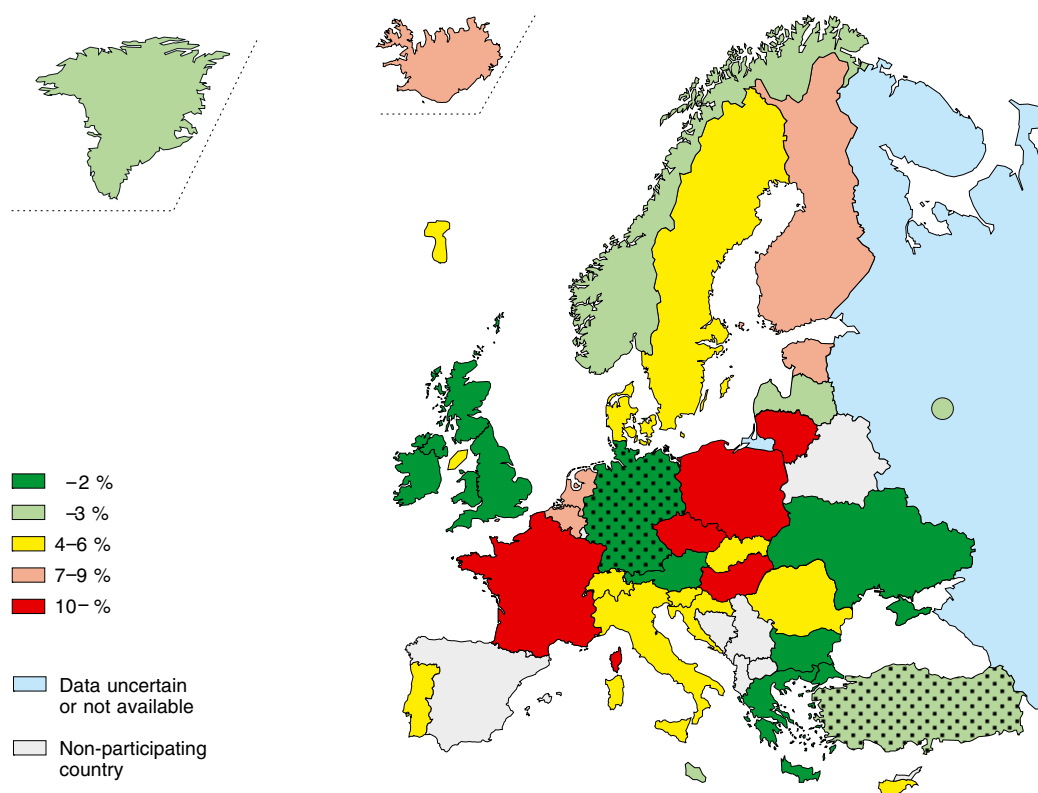 –2 %
–3 %
4–6 %
7–9 %
10– %
Data uncertain
or not available
Non-participating
country